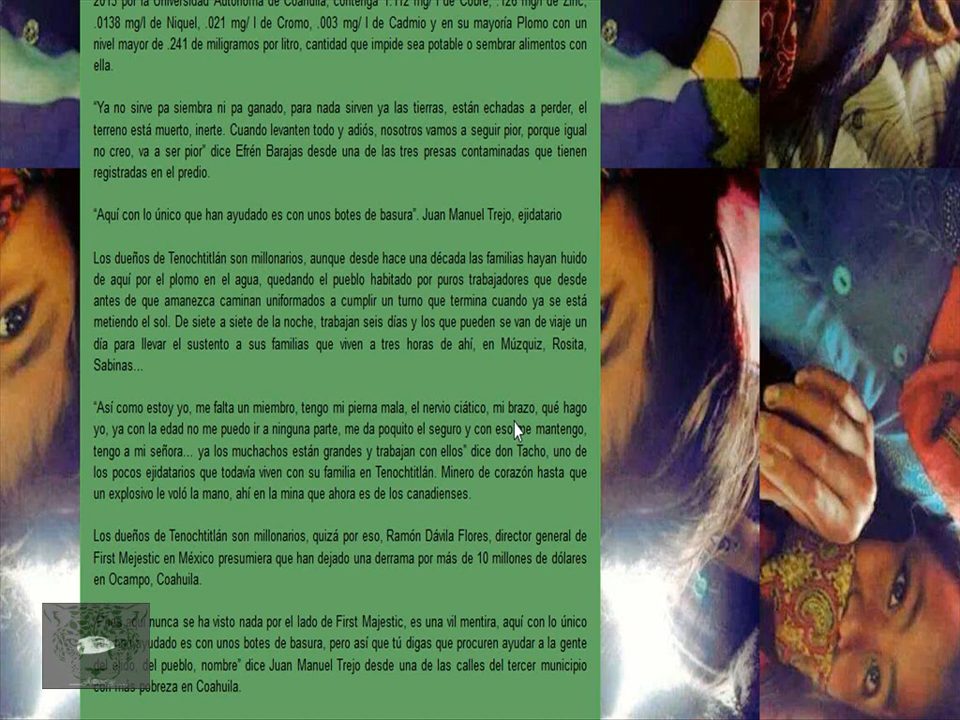 2013 por la Universidad Autónoma de Coahuila, contenga 1.112 mg/ l de Cobre, .126 mg/l de Zinc,
.0138 mg/l de Niquel, .021 mg/ l de Cromo, .003 mg/ l de Cadmio y en su mayoría Plomo con un
nivel mayor de .241 de miligramos por litro, cantidad que impide sea potable o sembrar alimentos con
ella.
“Ya no sirve pa siembra ni pa ganado, para nada sirven ya las tierras, están echadas a perder, el
terreno está muerto, inerte. Cuando levanten todo y adiós, nosotros vamos a seguir pior, porque igual
no creo, va a ser pior” dice Efrén Barajas desde una de las tres presas contaminadas que tienen
registradas en el predio.
“Aquí con lo único que han ayudado es con unos botes de basura”. Juan Manuel Trejo, ejidatario
Los dueños de Tenochtitlán son millonarios, aunque desde hace una década las familias hayan huido
de aquí por el plomo en el agua, quedando el pueblo habitado por puros trabajadores que desde
antes de que amanezca caminan uniformados a cumplir un turno que termina cuando ya se está
metiendo el sol. De siete a siete de la noche, trabajan seis días y los que pueden se van de viaje un
día para llevar el sustento a sus familias que viven a tres horas de ahí, en Múzquiz, Rosita,
Sabinas...
“Así como estoy yo, me falta un miembro, tengo mi pierna mala, el nervio ciático, mi brazo, qué hago
yo, ya con la edad no me puedo ir a ninguna parte, me da poquito el seguro y con eso me mantengo,
tengo a mi señora... ya los muchachos están grandes y trabajan con ellos” dice don Tacho, uno de
los pocos ejidatarios que todavía viven con su familia en Tenochtitlán. Minero de corazón hasta que
un explosivo le voló la mano, ahí en la mina que ahora es de los canadienses.
Los dueños de Tenochtitlán son millonarios, quizá por eso, Ramón Dávila Flores, director general de
First Mejestic en México presumiera que han dejado una derrama por más de 10 millones de dólares
en Ocampo, Coahuila.
aquí nunca se ha visto nada por el lado de First Majestic, es una vil mentira, aquí con lo único
ayudado es con unos botes de basura, pero así que tú digas que procuren ayudar a la gente
del ejido, del pueblo, nombre” dice Juan Manuel Trejo desde una de las calles del tercer municipio
con más pobreza en Coahuila.